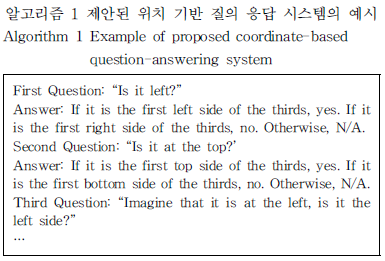 알고리즘 1 제안된 위치 기반 질의 응답 시스템의 예시
Algorithm 1 Example of proposed coordinate-based
question-answering system
First Question: “Is it left?”
Answer: If it is the first left side of the thirds, yes. If it
is the first right side of the thirds, no. Otherwise, N/A.
Second Question: “Is it at the top?’
Answer: If it is the first top side of the thirds, yes. If it
is the first bottom side of the thirds, no. Otherwise, N/A.
Third Question: “Imagine that it is at the left, is it the
left side?”
...